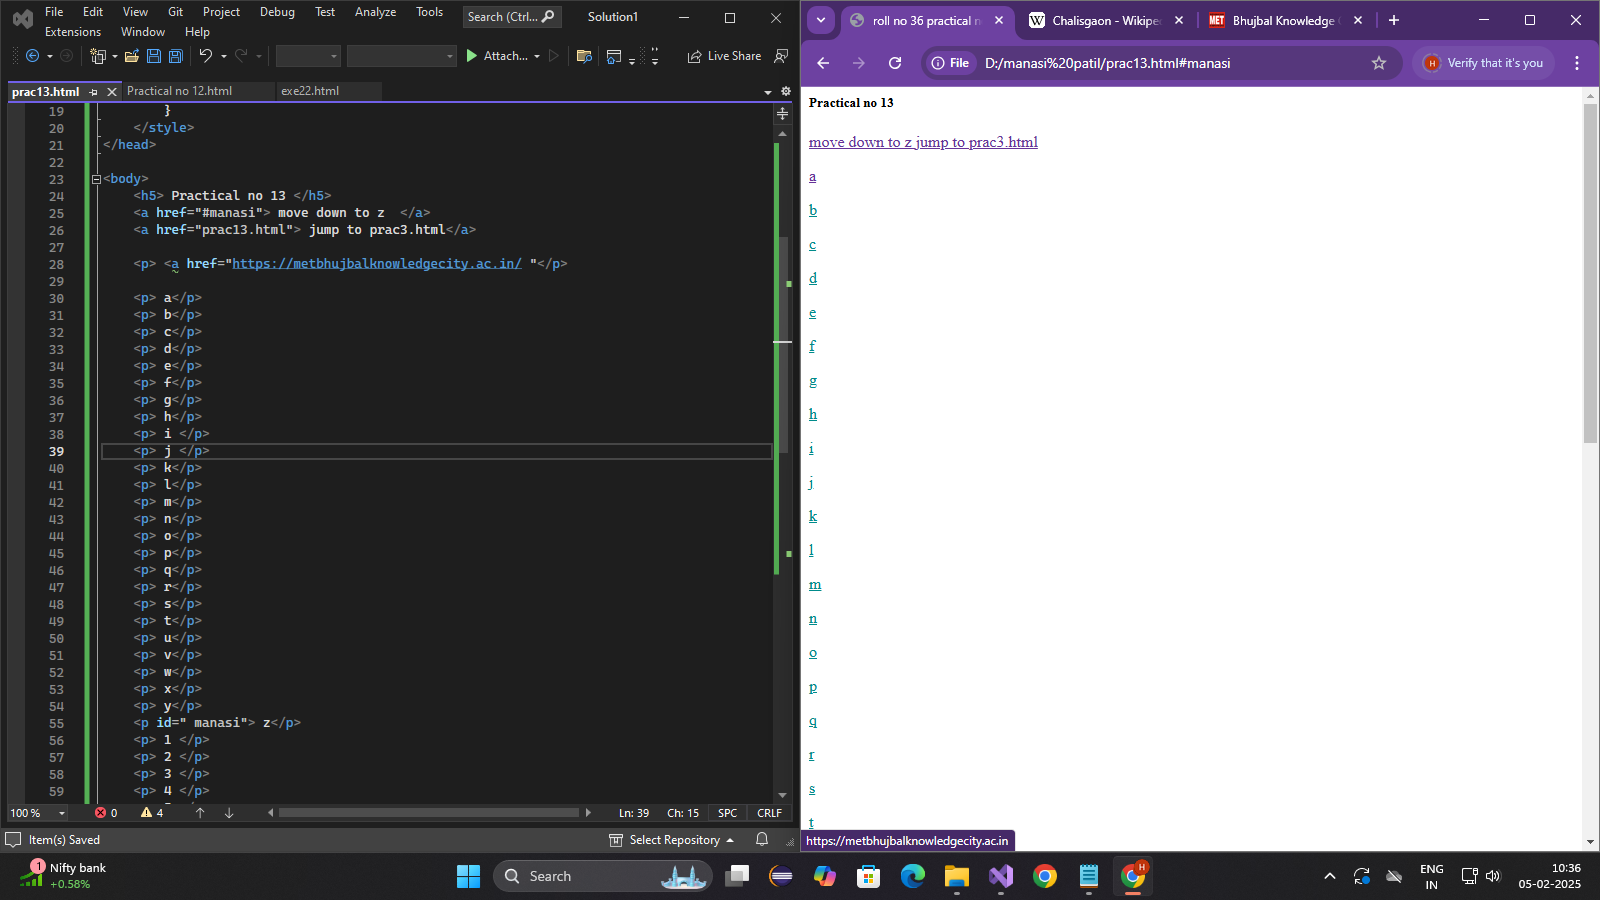 File Edit View Git Project Debug Test Analyze Tools Search (Ctrl... Solution1
Extensions Window Help
Attach... Live Share
prac13.html Practical no 12.html exe22.html
19 }
20 </style>
21 </head>
22
23 <body>
24 <h5> Practical no 13 </h5>
25 <a href="#manasi"> move down to z  </a>
26 <a href="prac13.html"> jump to prac3.html</a>
27
28 <p> <a href="https://metbhujbalknowledgecity.ac.in/ "</p>
29
30 <p> a</p>
31 <p> b</p>
32 <p> c</p>
33 <p> d</p>
34 <p> e</p>
35 <p> f</p>
36 <p> g</p>
37 <p> h</p>
38 <p> i </p>
39 <p> j </p>
40 <p> k</p>
41 <p> l</p>
42 <p> m</p>
43 <p> n</p>
44 <p> o</p>
45 <p> p</p>
46 <p> q</p>
47 <p> r</p>
48 <p> s</p>
49 <p> t</p>
50 <p> u</p>
51 <p> v</p>
52 <p> w</p>
53 <p> x</p>
54 <p> y</p>
55 <p id=" manasi"> z</p>
56 <p> 1 </p>
57 <p> 2 </p>
58 <p> 3 </p>
59 <p> 4 </p>
100 % 0 4 Ln: 39 Ch: 15 SPC CRLF
Item(s) Saved Select Repository
roll no 36 practical n Chalisgaon - Wikipe MET Bhujbal Knowledge
File D:/manasi%20patil/prac13.html#manasi H Verify that it's you
Practical no 13
move down to z jump to prac3.html
a
b
c
d
e
f
g
h
i
j
k
l
m
n
o
p
q
r
s
t
https://metbhujbalknowledgecity.ac.in
1 Nifty bank
+0.58%
Search
H
ENG
IN
10:36
05-02-2025